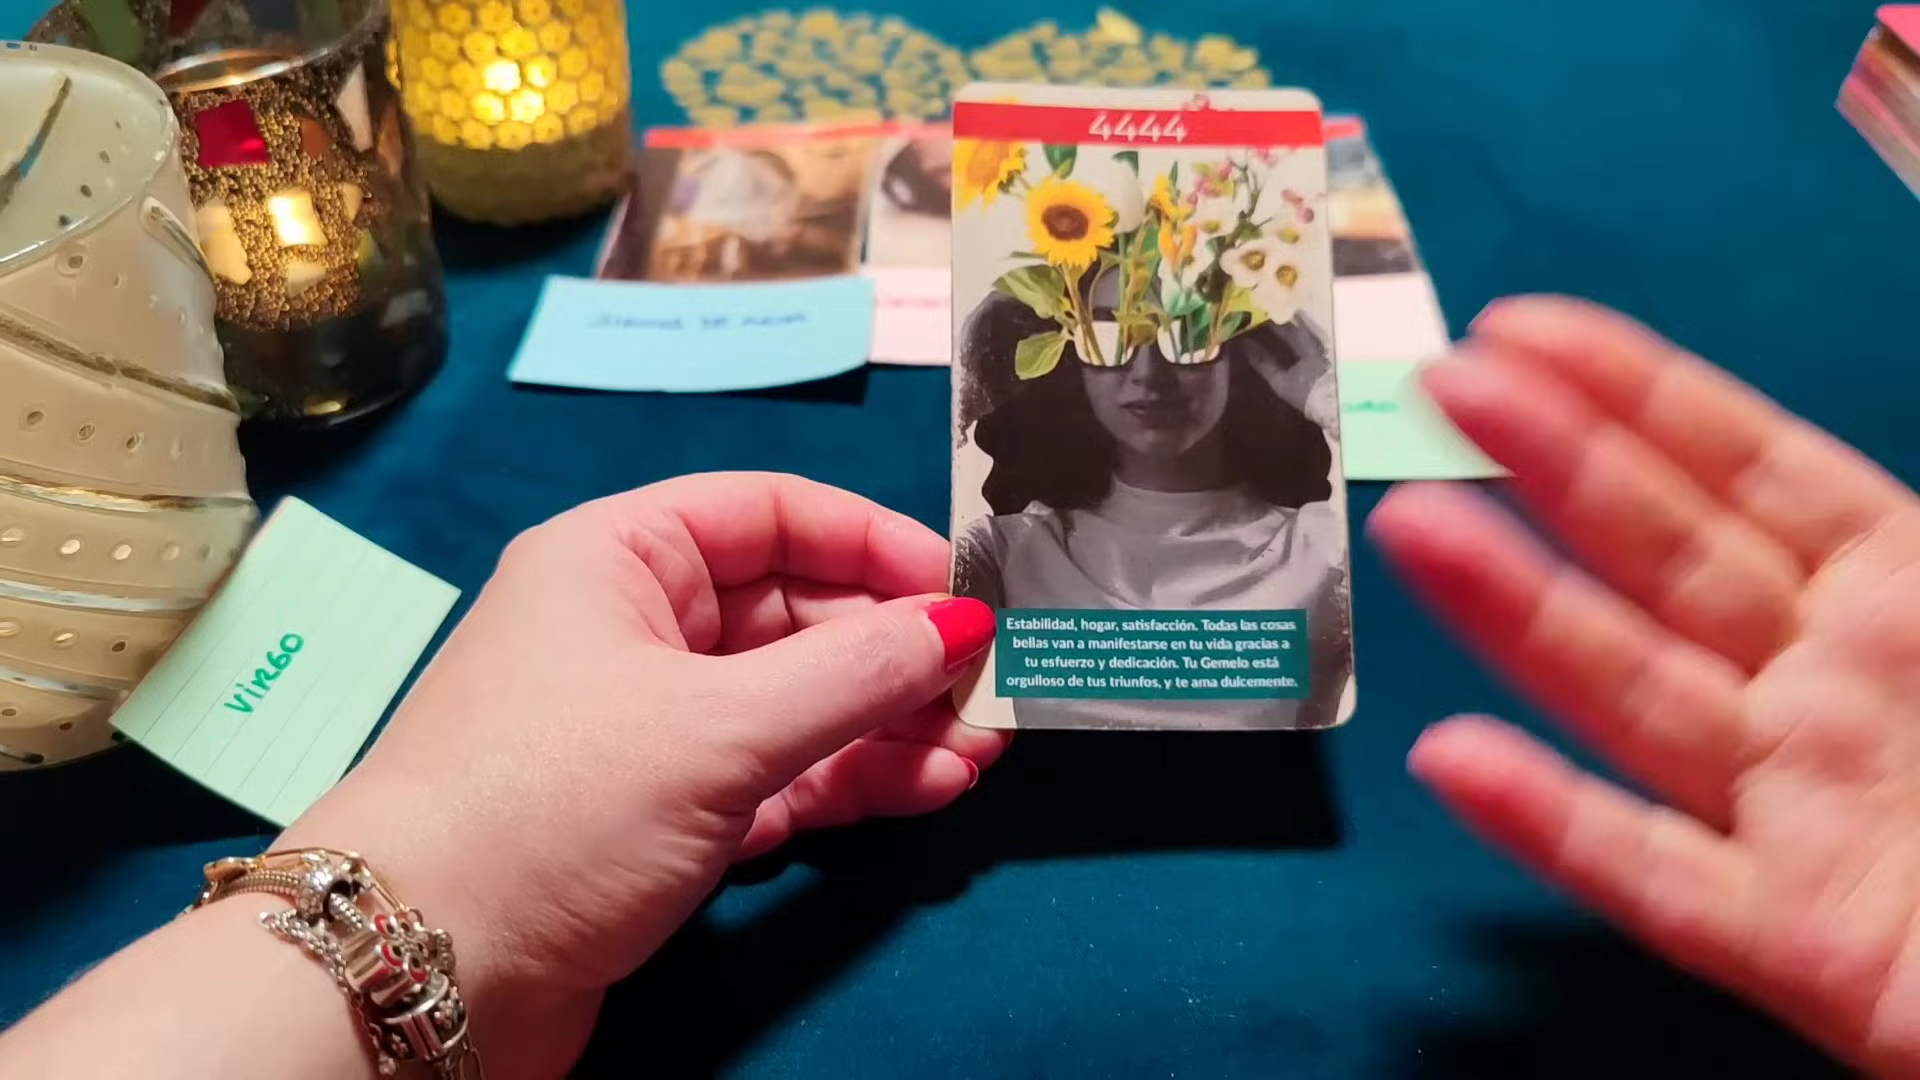 4444
Estabilidad, hogar, satisfacción. Todas las cosas
bellas van a manifestarse en tu vida gracias a
tu esfuerzo y dedicación. Tu Gemelo está
orgulloso de tus triunfos, y te ama dulcemente.
VIRGO